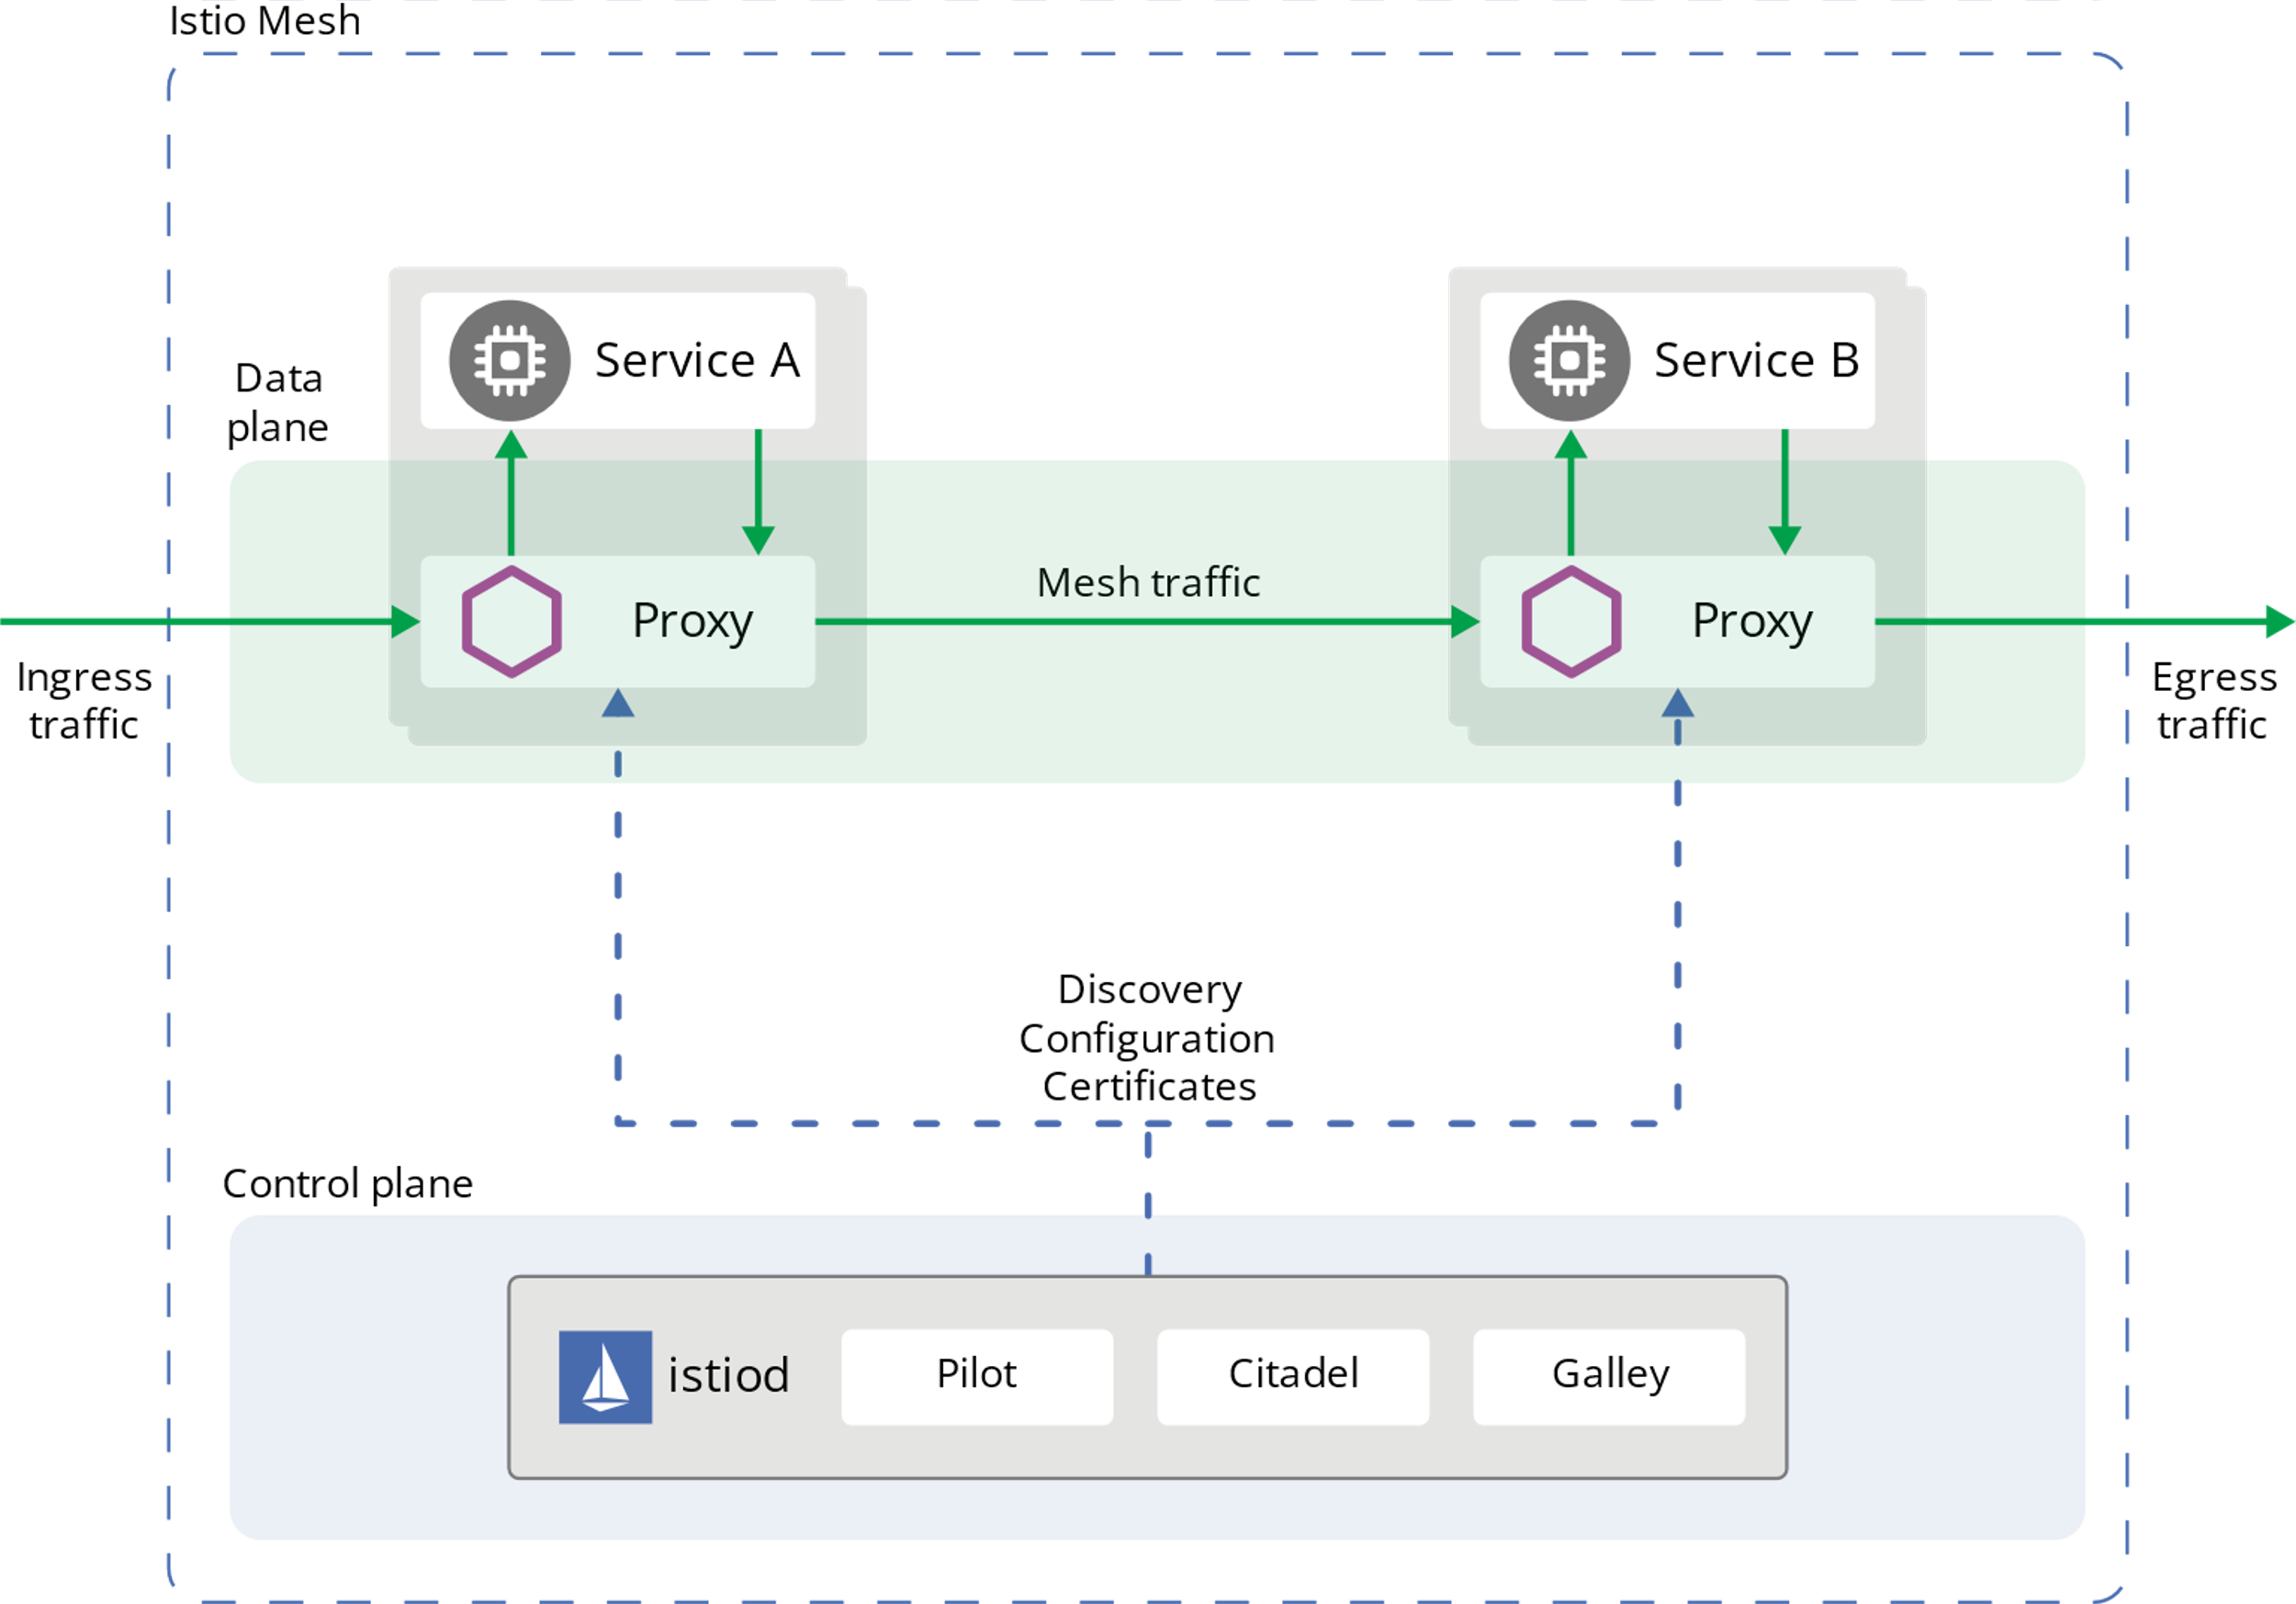 Istio Mesh
Data
plane
Service A
Service B
Proxy
Mesh traffic
Proxy
Ingress
traffic
Egress
traffic
Discovery
Configuration
Certificates
Control plane
istiod
Pilot
Citadel
Galley